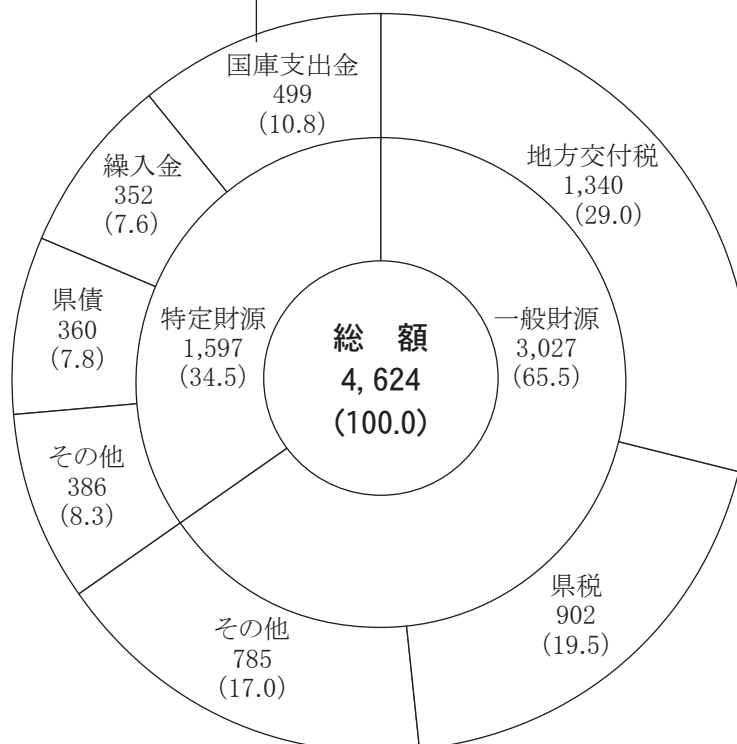 国庫支出金
499
(10.8)
地方交付税
1,340
(29.0)
繰入金
352
(7.6)
県債
360
(7.8)
特定財源
1,597
(34.5)
総 額
4,624
(100.0)
一般財源
3,027
(65.5)
その他
386
(8.3)
県税
902
(19.5)
その他
785
(17.0)